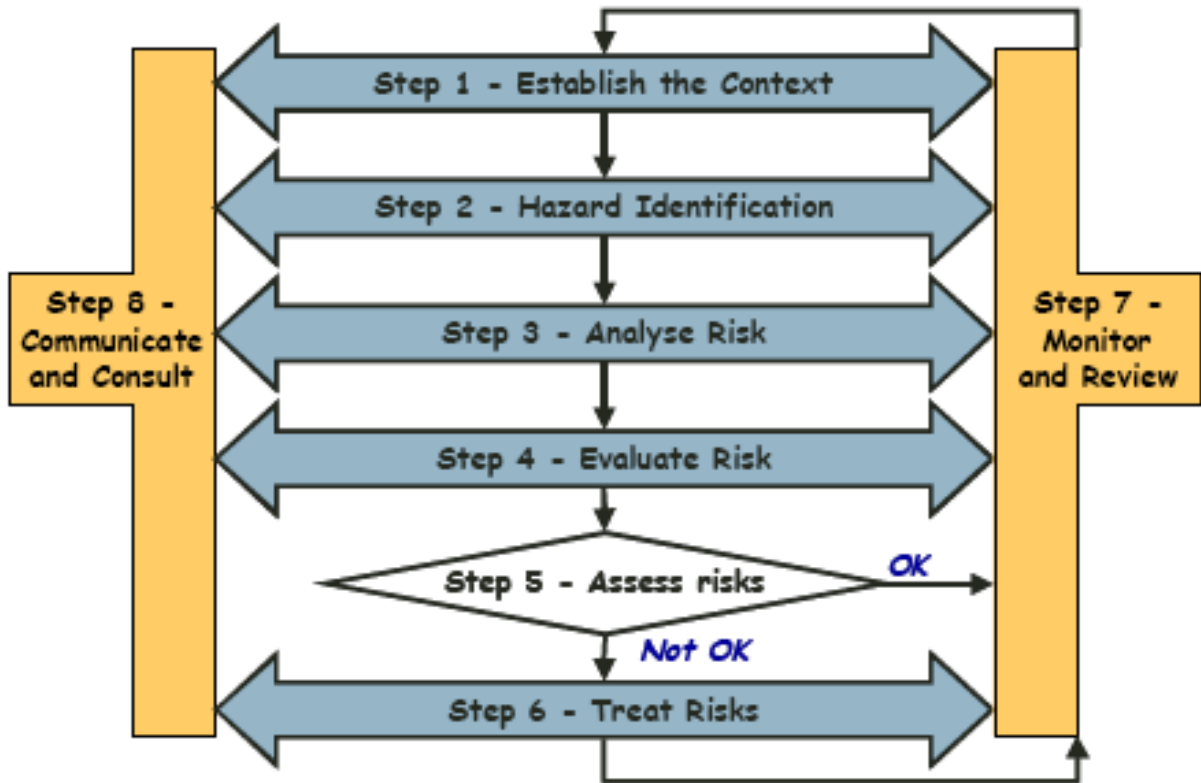 Step 1 - Establish the Context
Step 2 - Hazard Identification
Step 8 -
Communicate
and Consult
Step 3 - Analyse Risk
Step 7 -
Monitor
and Review
Step 4 - Evaluate Risk
Step 5 - Assess risks
OK
Not OK
Step 6 - Treat Risks